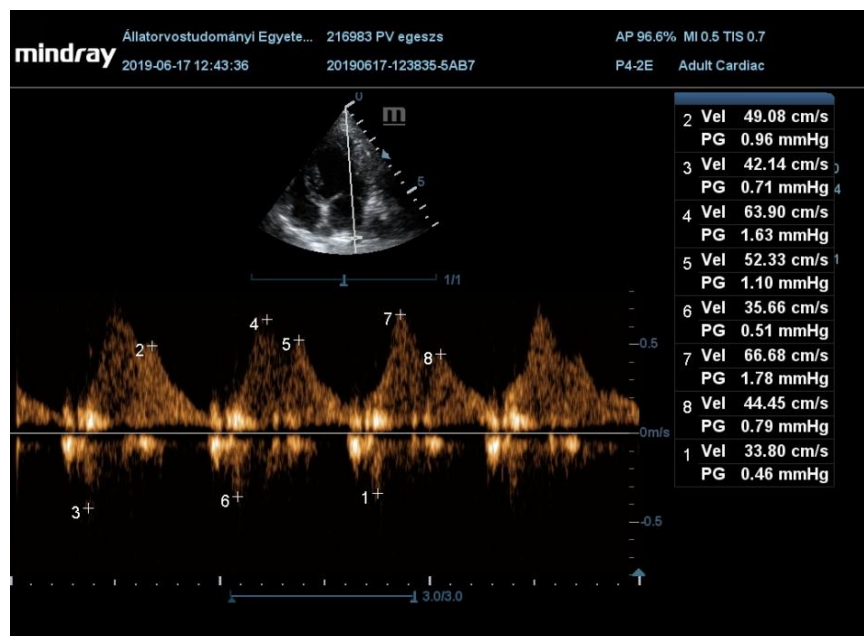 mindray
Állatorvostudományi Egyete... 216983 PV egeszs AP 96.6% MI 0.5 TIS 0.7
2019-06-17 12:43:36 20190617-123835-5AB7 P4-2E Adult Cardiac
0
m
5
1/1
2 Vel 49.08 cm/s
PG 0.96 mmHg
3 Vel 42.14 cm/s
PG 0.71 mmHg
4 Vel 63.90 cm/s
PG 1.63 mmHg
5 Vel 52.33 cm/s
PG 1.10 mmHg
6 Vel 35.66 cm/s
PG 0.51 mmHg
7 Vel 66.68 cm/s
PG 1.78 mmHg
8 Vel 44.45 cm/s
PG 0.79 mmHg
1 Vel 33.80 cm/s
PG 0.46 mmHg
4 7
2 5 8
0.5
0m/s
3 6 1
-0.5
3.0/3.0